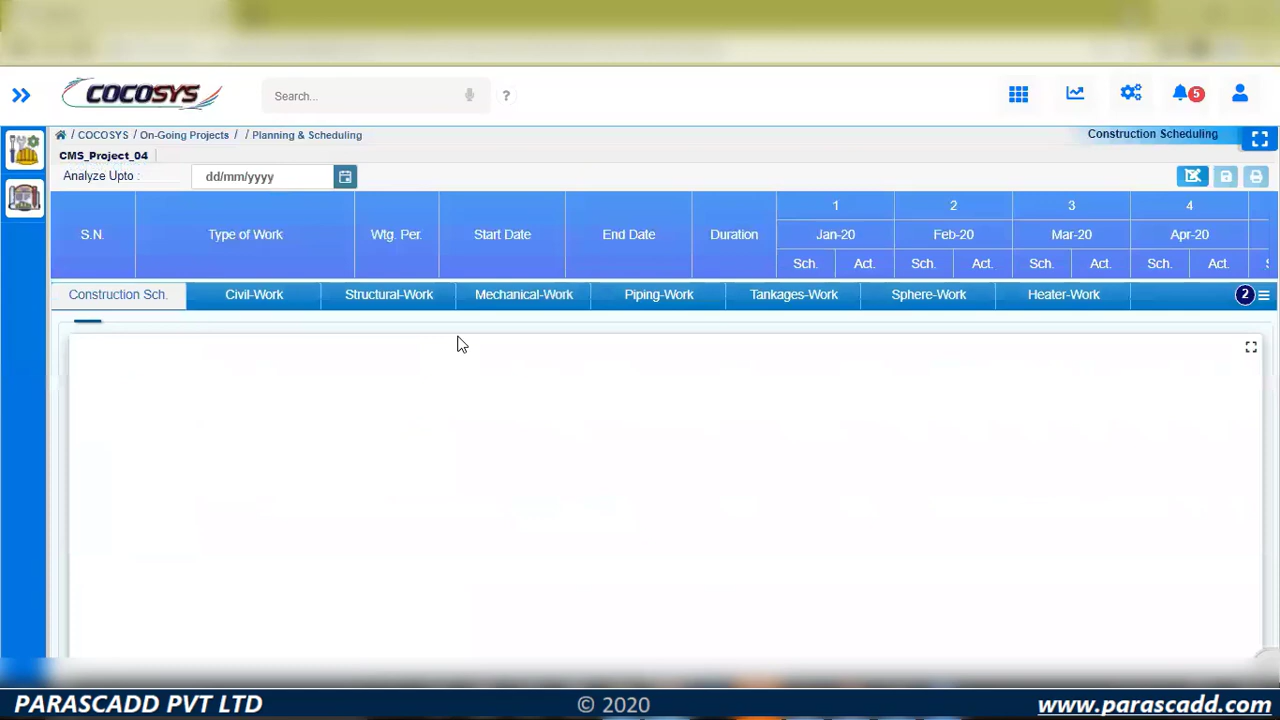 COCOSYS
Search...
?
5
/ COCOSYS / On-Going Projects / / Planning & Scheduling
Construction Scheduling
CMS_Project_04
Analyze Upto :
dd/mm/yyyy
1 2 3 4
S.N. Type of Work Wtg. Per. Start Date End Date Duration Jan-20 Feb-20 Mar-20 Apr-20
Sch. Act. Sch. Act. Sch. Act. Sch. Act.
Construction Sch. Civil-Work Structural-Work Mechanical-Work Piping-Work Tankages-Work Sphere-Work Heater-Work 2
PARASCADD PVT LTD
© 2020
www.parascadd.com